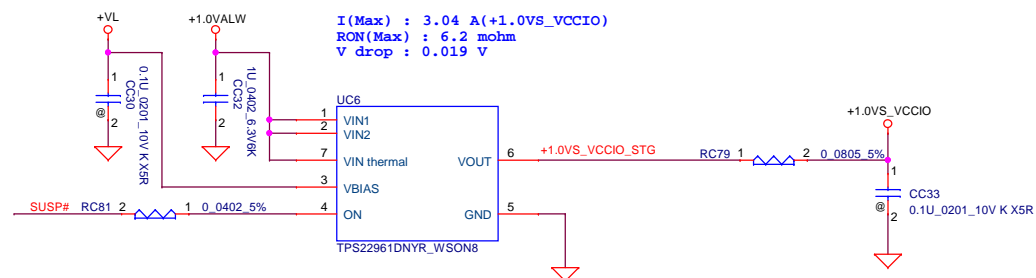 +VL
+1.0VALW
I(Max) : 3.04 A(+1.0VS_VCCIO)
RON(Max) : 6.2 mohm
V drop : 0.019 V
1
0.1U_0201_10V K X5R
CC30
@
2
1
1U_0402_6.3V6K
CC32
2
UC6
1
VIN1
2
VIN2
7
VIN thermal
3
VBIAS
4
ON
VOUT
6
GND
5
TPS22961DNYR_WSON8
SUSP#
RC81
2
1
0_0402_5%
+1.0VS_VCCIO_STG
RC79
1
2
0_0805_5%
+1.0VS_VCCIO
1
CC33
@
0.1U_0201_10V K X5R
2